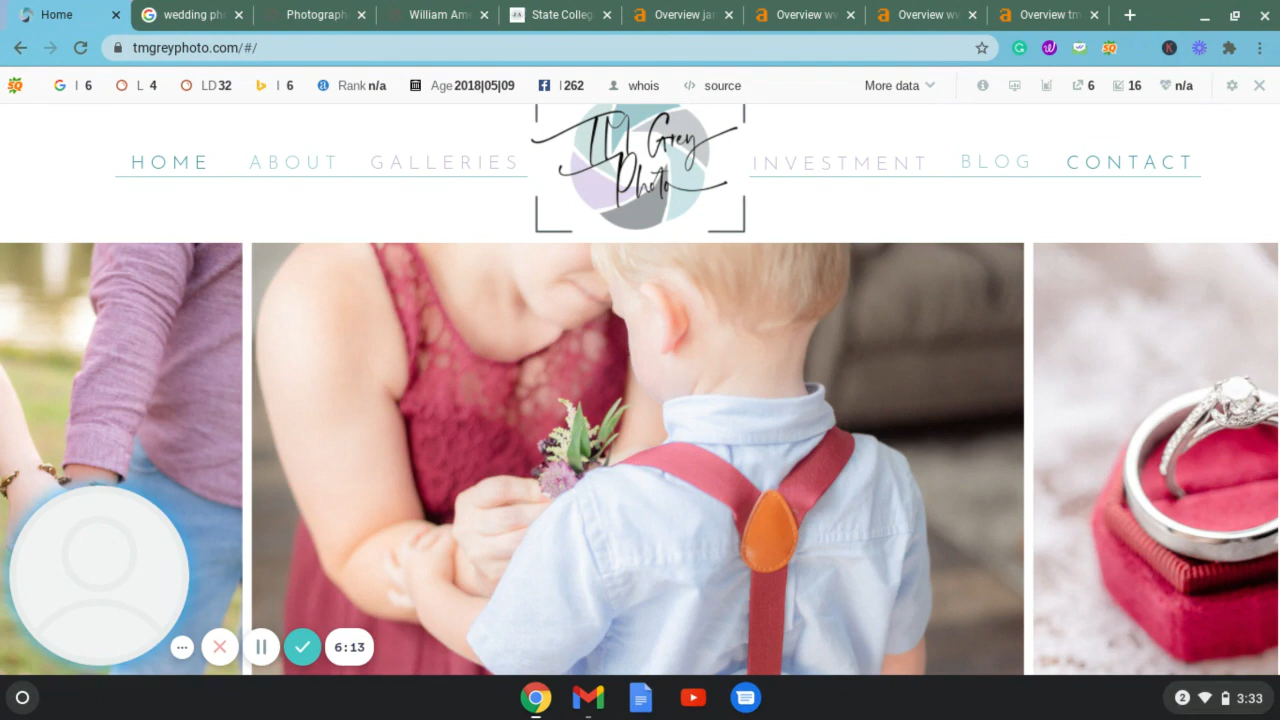 Home
wedding ph
Photograph
William Am
State Colleg
Overview ja
Overview w
Overview w
Overview tm
tmgreyphoto.com/#/
I 6
L 4
LD 32
I 6
Rank n/a
Age 2018|05|09
I 262
whois
source
More data
6
16
n/a
HOME
ABOUT
GALLERIES
TM Grey
Photo
INVESTMENT
BLOG
CONTACT
6:13
2
3:33